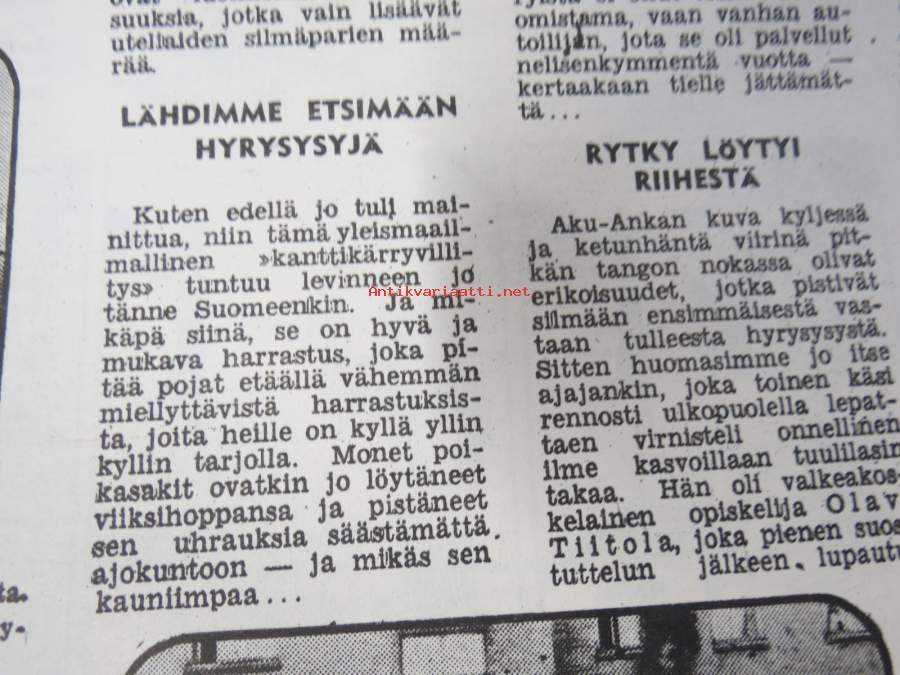 suuksia, jotka vain lisäävät
uteliaiden silmäparien mää-
rää.
LÄHDIMME ETSIMÄÄN
HYRYSYSYJÄ
Kuten edellä jo tuli mai-
nittua, niin tämä yleismaail-
mallinen »kanttikärryvilli-
tys» tuntuu levinneen jo
tänne Suomeenkin. Ja mi-
käpä siinä, se on hyvä ja
mukava harrastus, joka pi-
tää pojat etäällä vähemmän
miellyttävistä harrastuksis-
ta, joita heille on kyllä yllin
kyllin tarjolla. Monet poi-
kasakit ovatkin jo löytäneet
viiksihoppansa ja pistäneet
sen uhrauksia säästämättä
ajokuntoon — ja mikäs sen
kauniimpaa ...
omistama, vaan vanhan au-
toilijan, jota se oli palvellut
nelisenkymmentä vuotta —
kertaakaan tielle jättämät-
tä ...
RYTKY LÖYTYI
RIIHESTÄ
Aku-Ankan kuva kyljessä
ja ketunhäntä viirinä pit-
kän tangon nokassa olivat
erikoisuudet, jotka pistivät
silmään ensimmäisestä vas-
taan tulleesta hyrysysystä.
Sitten huomasimme jo itse
ajajankin, joka toinen käsi
rennosti ulkopuolella lepat-
taen virnisteli onnellinen
ilme kasvoillaan tuulilasin
takaa. Hän oli valkeakos-
kelainen opiskelija Olav
Tiitola, joka pienen suos
tuttelun jälkeen lupautu
ta.
y-
Antikvariaatti.net